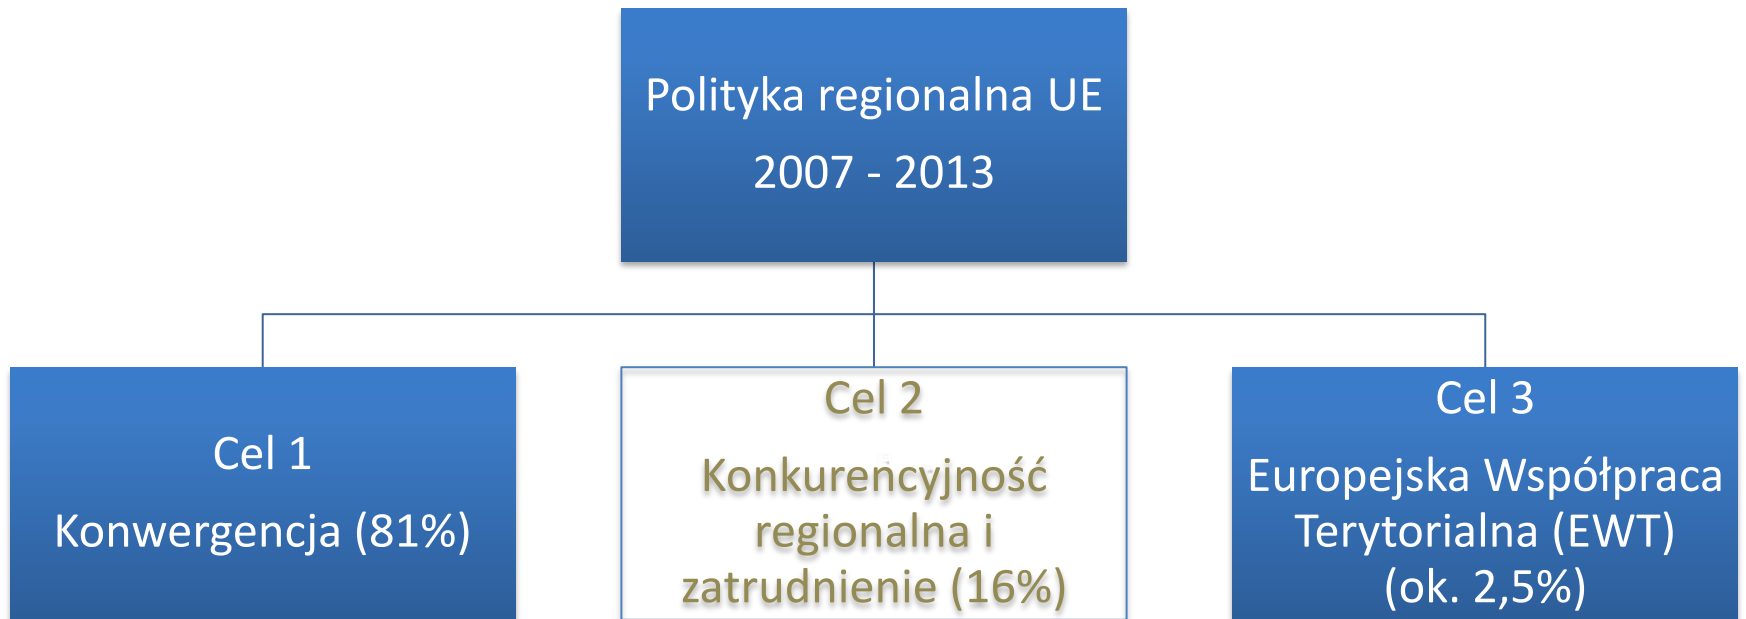 Polityka regionalna UE
2007 - 2013
Cel 1
Konwergencja (81%)
Cel 2
Konkurencyjność
regionalna i
zatrudnienie (16%)
Cel 3
Europejska Współpraca
Terytorialna (EWT)
(ok. 2,5%)